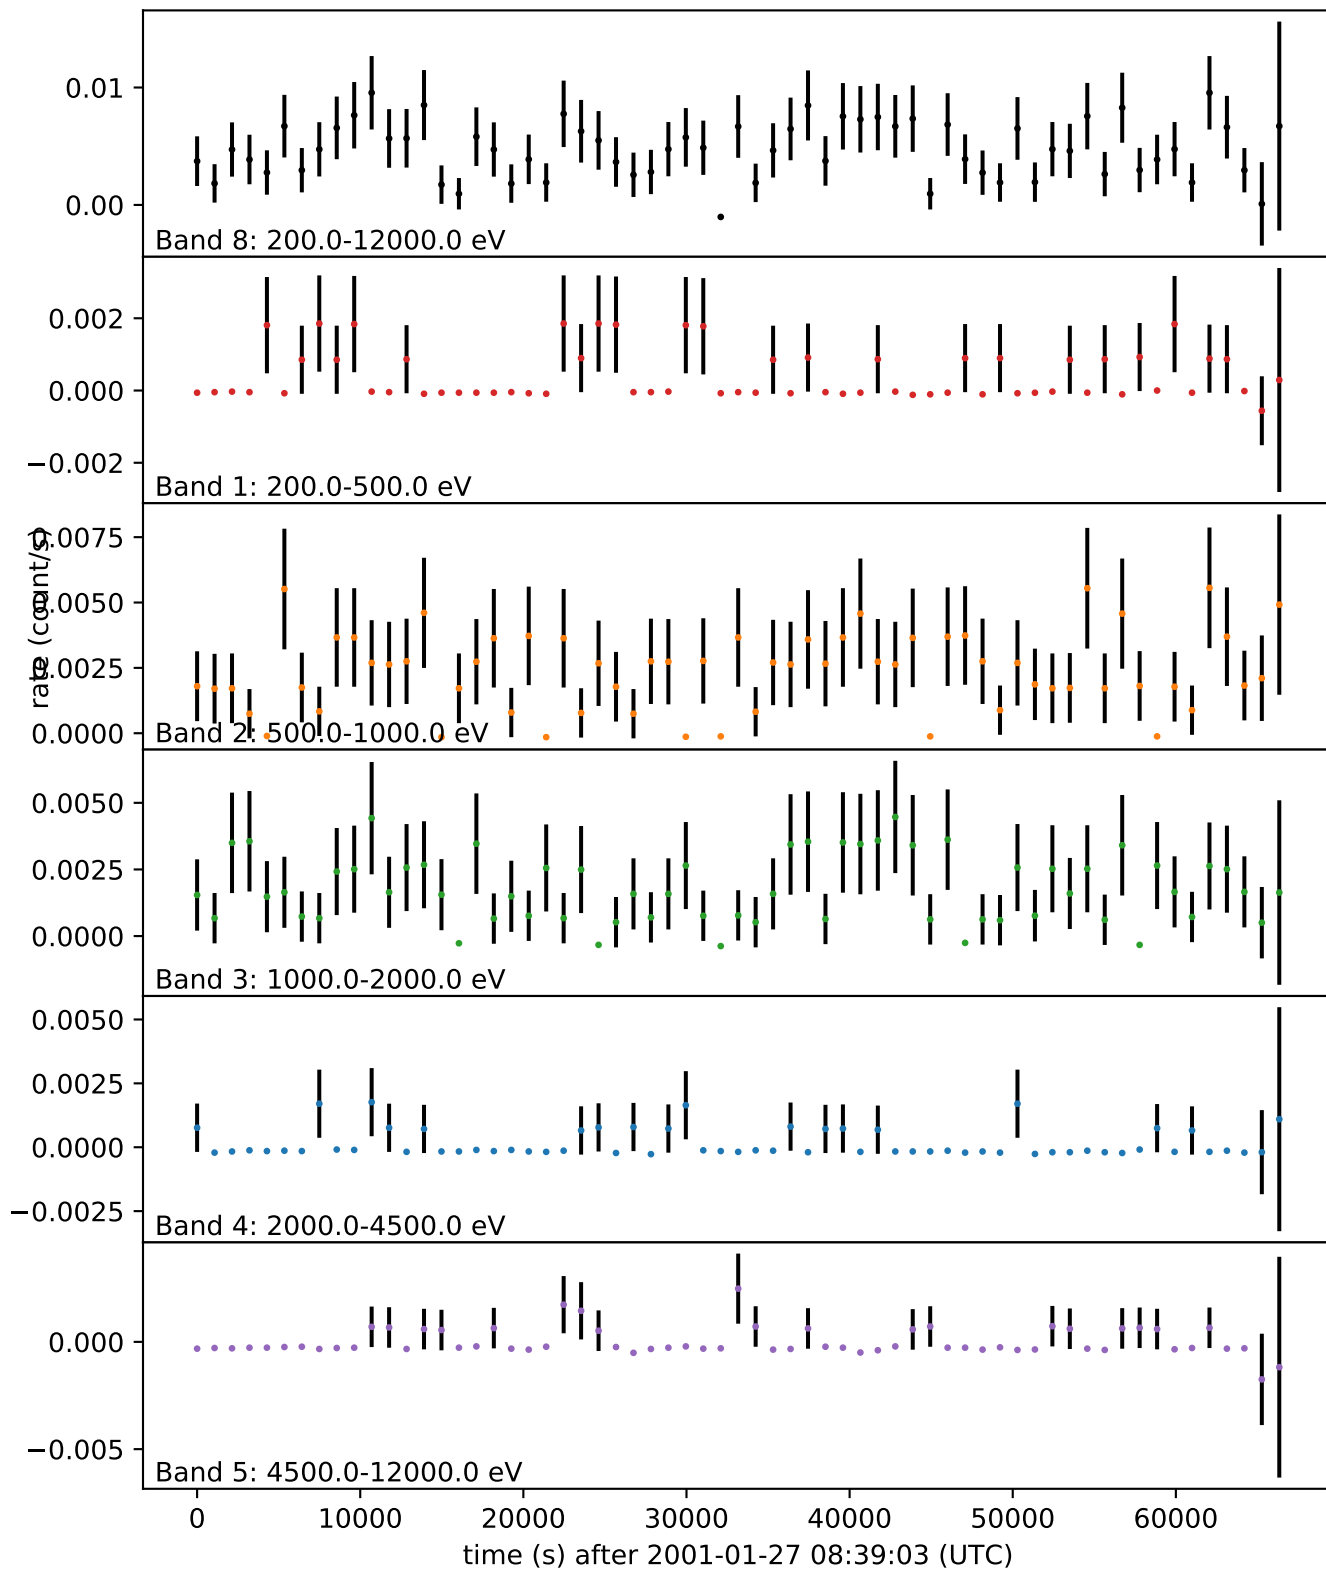 0.01
0.00
Band 8: 200.0-12000.0 eV
0.002
0.000
−0.002
Band 1: 200.0-500.0 eV
rate (count/s)
0.0075
0.0050
0.0025
0.0000
Band 2: 500.0-1000.0 eV
0.0050
0.0025
0.0000
Band 3: 1000.0-2000.0 eV
0.0050
0.0025
0.0000
−0.0025
Band 4: 2000.0-4500.0 eV
0.000
−0.005
Band 5: 4500.0-12000.0 eV
0 10000 20000 30000 40000 50000 60000
time (s) after 2001-01-27 08:39:03 (UTC)